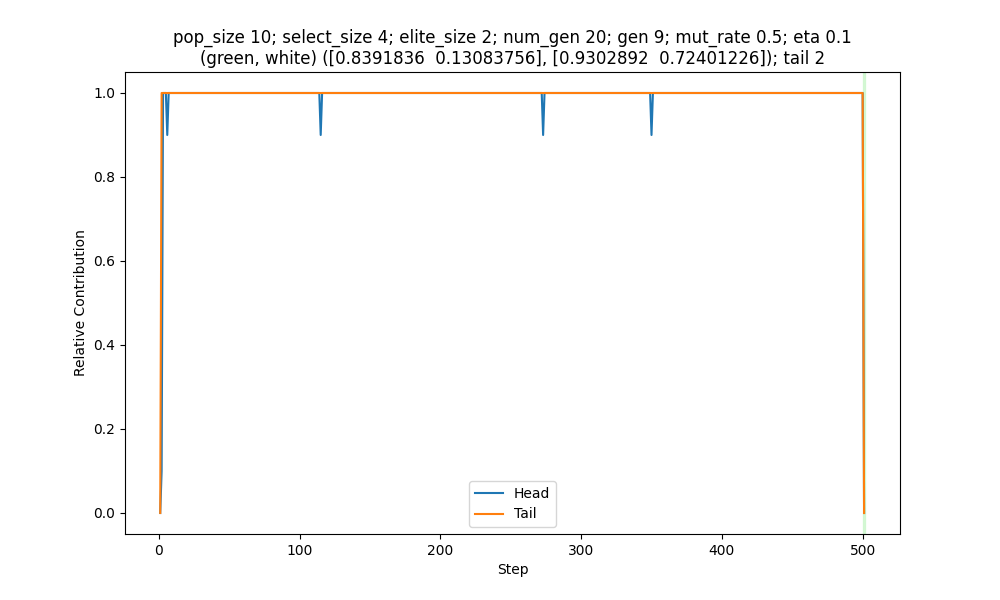 pop_size 10; select_size 4; elite_size 2; num_gen 20; gen 9; mut_rate 0.5; eta 0.1
(green, white) ([0.8391836  0.13083756], [0.9302892  0.72401226]); tail 2
1.0
0.8
0.6
0.4
0.2
0.0
Relative Contribution
Head
Tail
0
100
200
300
400
500
Step